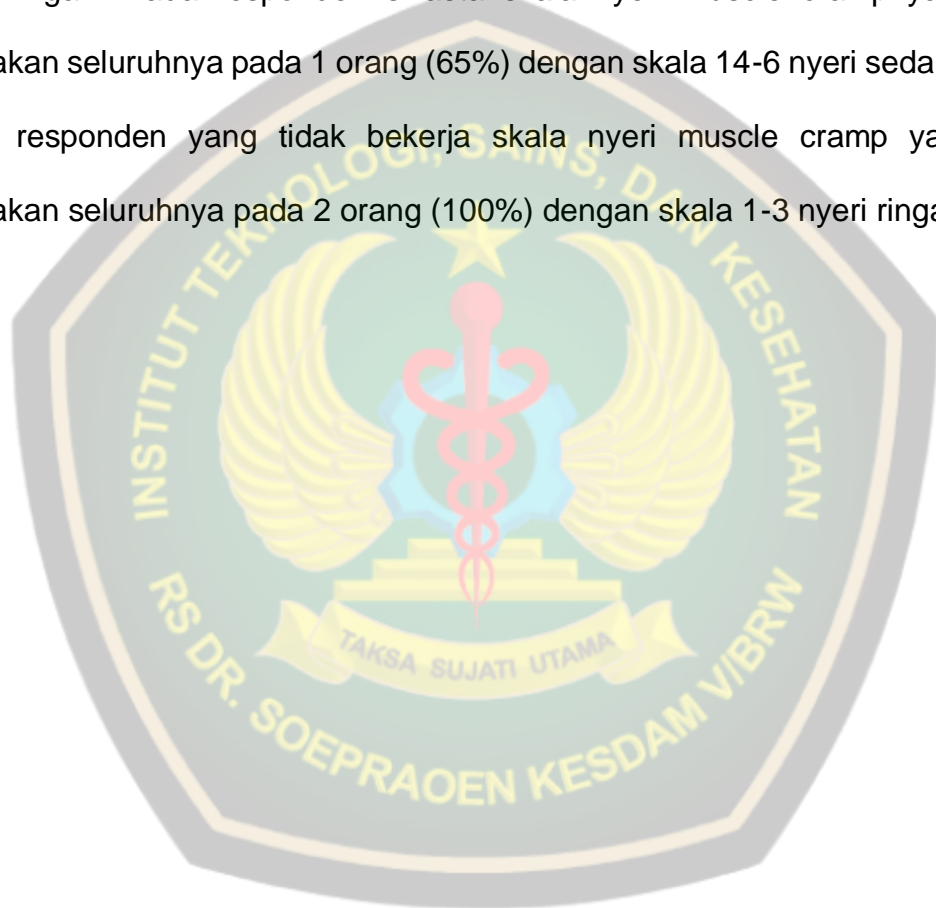 akan seluruhnya pada 1 orang (65%) dengan skala 14-6 nyeri seda
responden yang tidak bekerja skala nyeri muscle cramp ya
akan seluruhnya pada 2 orang (100%) dengan skala 1-3 nyeri ringa
INSTITUT TEKNOLOGI, SAINS, DAN KESEHATAN
TAKSA SUJATI UTAMA
RS DR. SOEPRAOEN KESDAM V/BRW